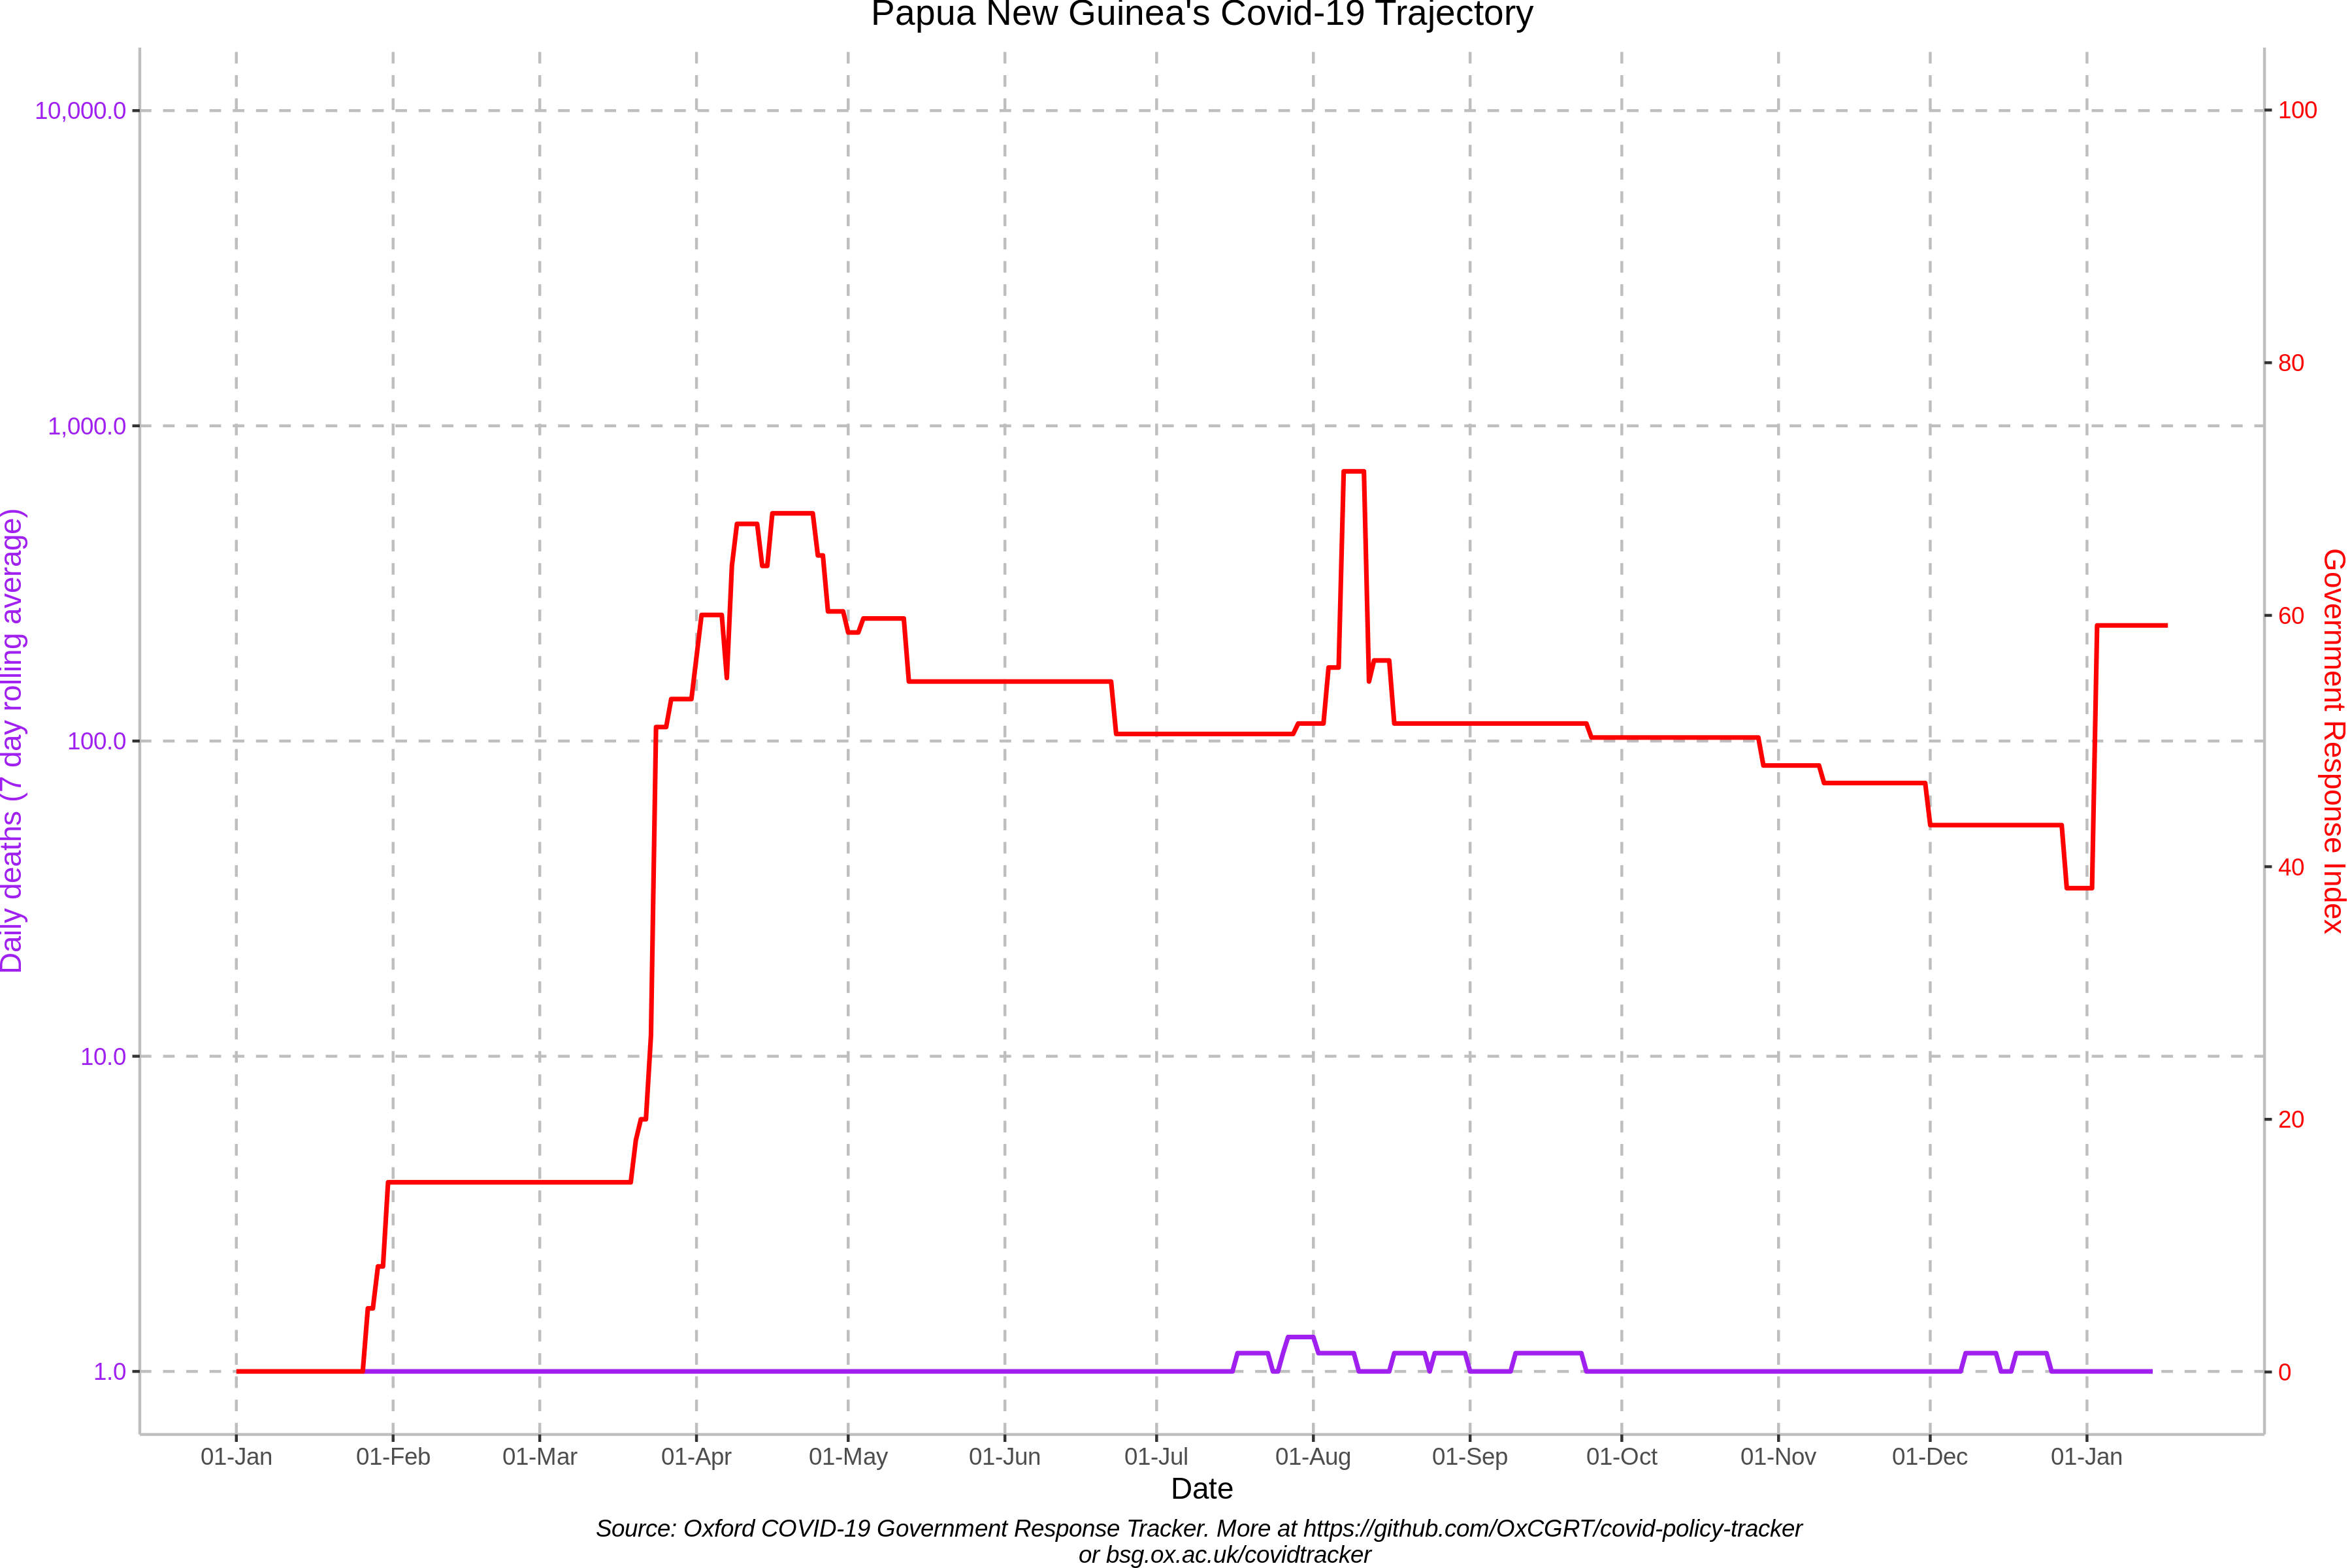 Papua New Guinea's Covid-19 Trajectory
10,000.0
1,000.0
100.0
10.0
1.0
Daily deaths (7 day rolling average)
100
80
60
40
20
0
Government Response Index
01-Jan 01-Feb 01-Mar 01-Apr 01-May 01-Jun 01-Jul 01-Aug 01-Sep 01-Oct 01-Nov 01-Dec 01-Jan
Date
Source: Oxford COVID-19 Government Response Tracker. More at https://github.com/OxCGRT/covid-policy-tracker
or bsg.ox.ac.uk/covidtracker